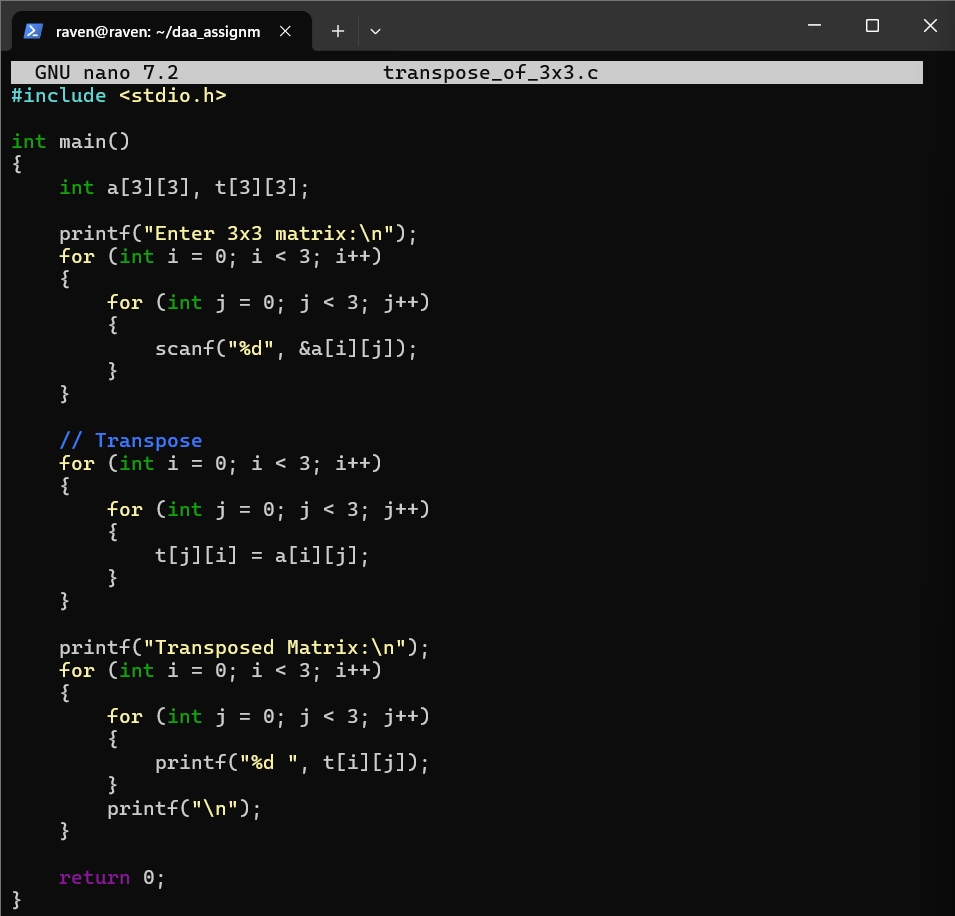 raven@raven: ~/daa_assignm
GNU nano 7.2 transpose_of_3x3.c
#include <stdio.h>

int main()
{
    int a[3][3], t[3][3];

    printf("Enter 3x3 matrix:\n");
    for (int i = 0; i < 3; i++)
    {
        for (int j = 0; j < 3; j++)
        {
            scanf("%d", &a[i][j]);
        }
    }

    // Transpose
    for (int i = 0; i < 3; i++)
    {
        for (int j = 0; j < 3; j++)
        {
            t[j][i] = a[i][j];
        }
    }

    printf("Transposed Matrix:\n");
    for (int i = 0; i < 3; i++)
    {
        for (int j = 0; j < 3; j++)
        {
            printf("%d ", t[i][j]);
        }
        printf("\n");
    }

    return 0;
}